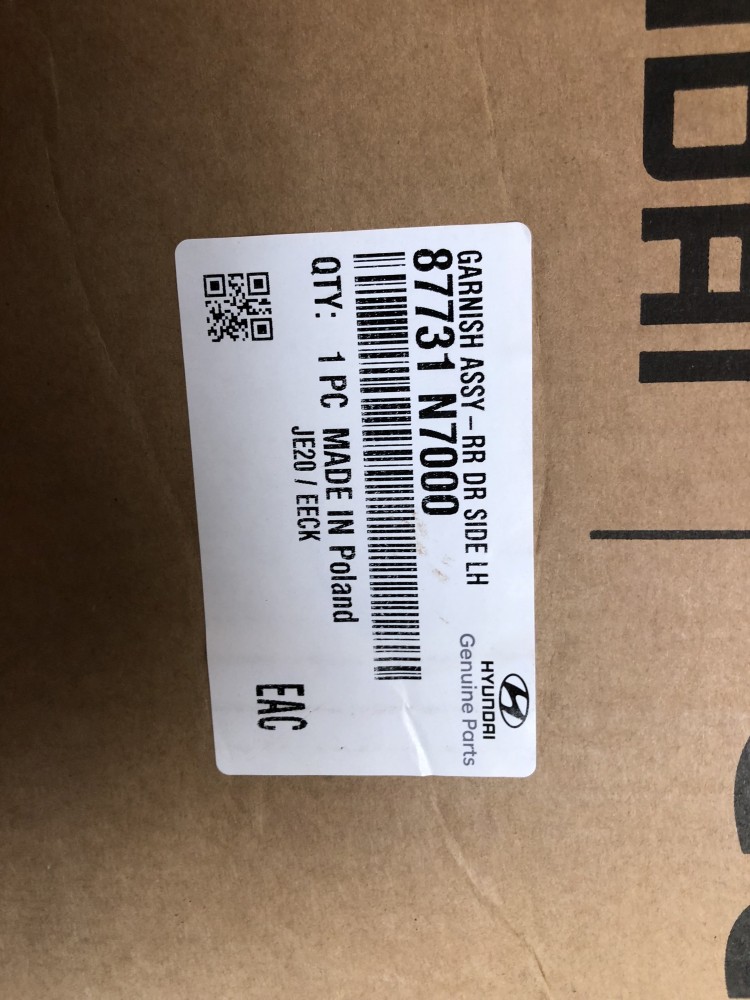 GARNISH ASSY-RR DR SIDE LH
87731 N7000
QTY: 1 PC MADE IN Poland
JE20 / EECK
EAC
HYUNDAI
Genuine Parts